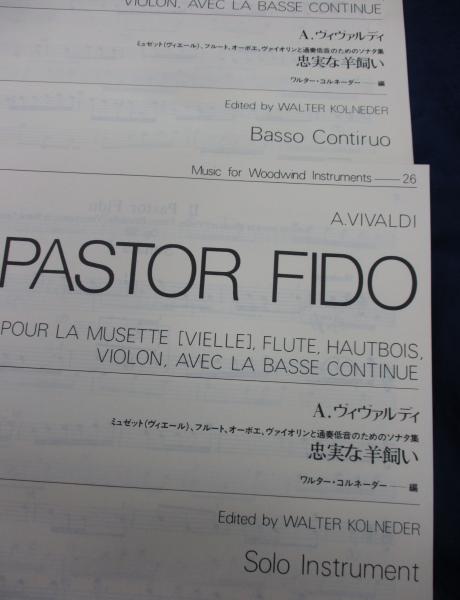 VIOLON, AVEC LA BASSE CONTINUE
A.ヴィヴァルディ
ミュゼット(ヴィエール)、フルート、オーボエ、ヴァイオリンと通奏低音のためのソナタ集
忠実な羊飼い
ワルター・コルネーダー——編
Edited by WALTER KOLNEDER
Basso Contiruo
Music for Woodwind Instruments——26
Il Pastor Fido
A.VIVALDI
PASTOR FIDO
POUR LA MUSETTE [VIELLE], FLUTE, HAUTBOIS,
VIOLON, AVEC LA BASSE CONTINUE
A.ヴィヴァルディ
ミュゼット(ヴィエール)、フルート、オーボエ、ヴァイオリンと通奏低音のためのソナタ集
忠実な羊飼い
ワルター・コルネーダー——編
Edited by WALTER KOLNEDER
Solo Instrument